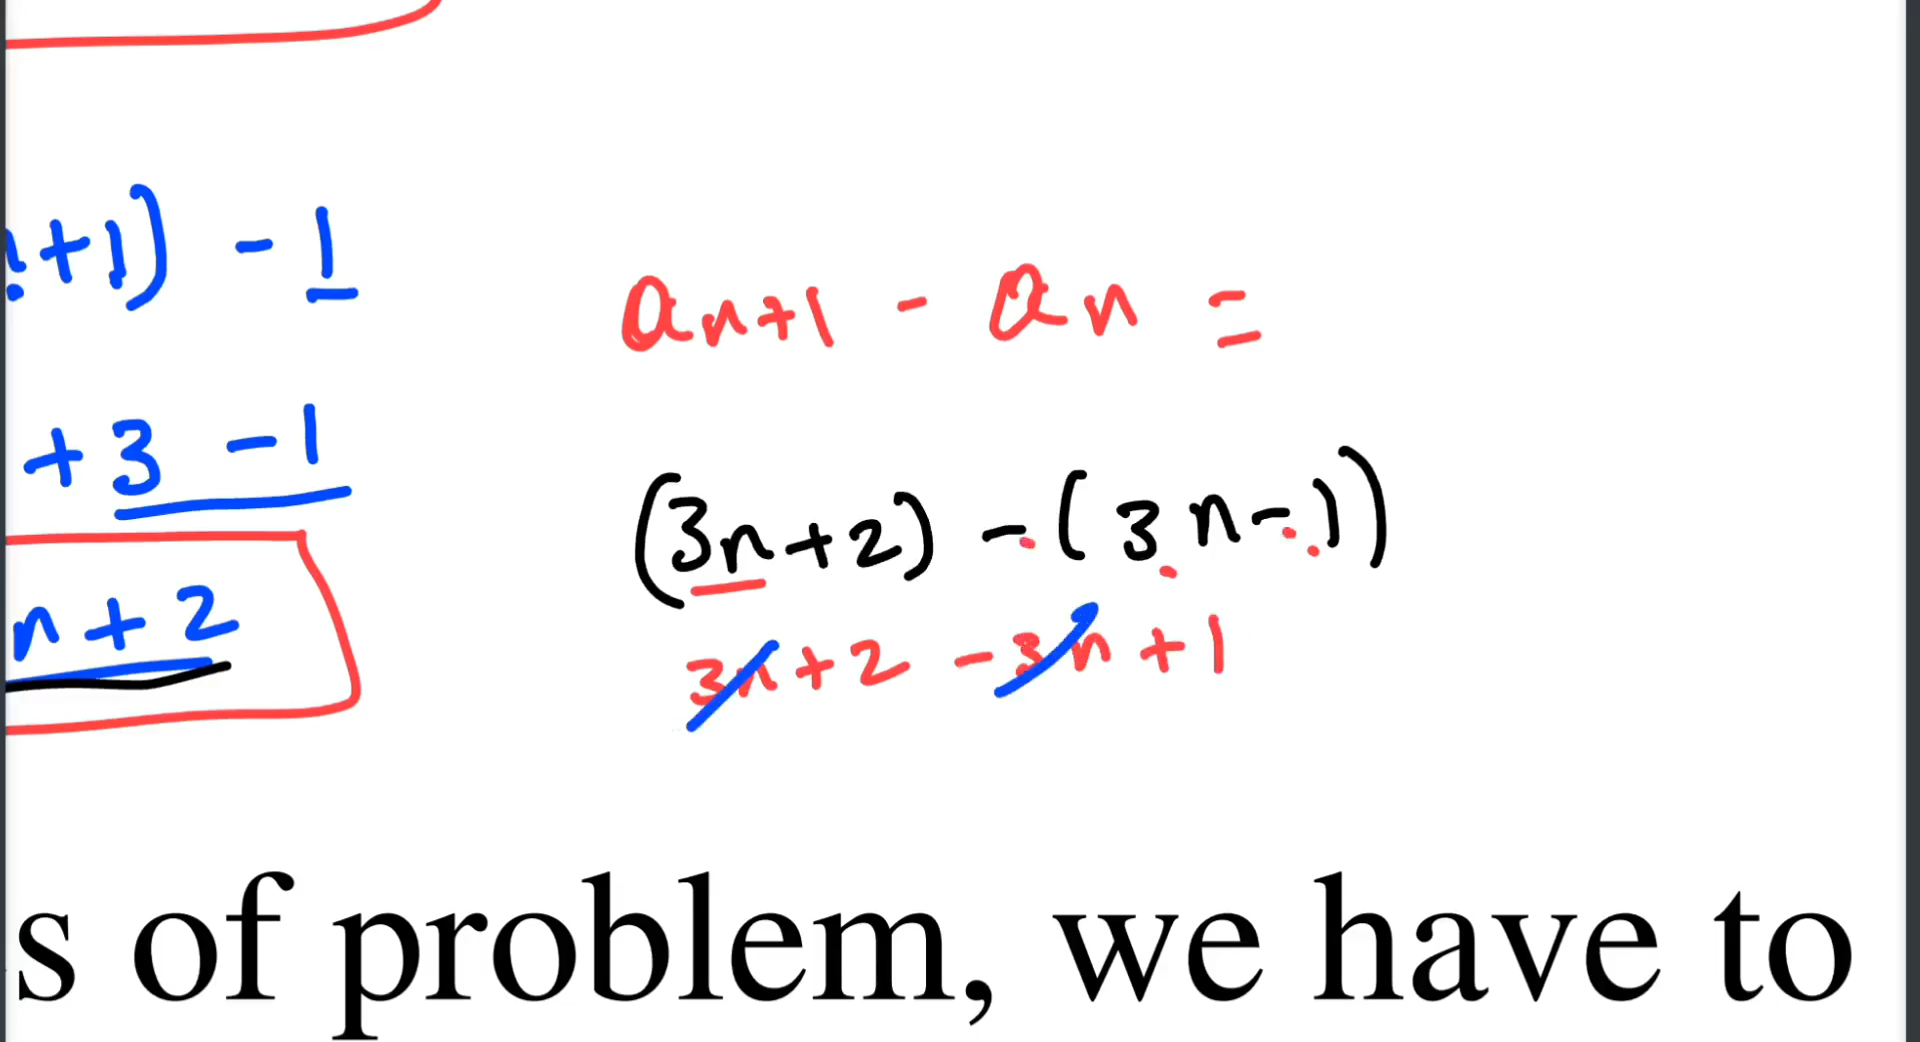 +1) - 1
an+1 - an =
+ 3 - 1
(3n+2) - (3n-1))
n + 2
3n+2 -3n+1
s of problem, we have to